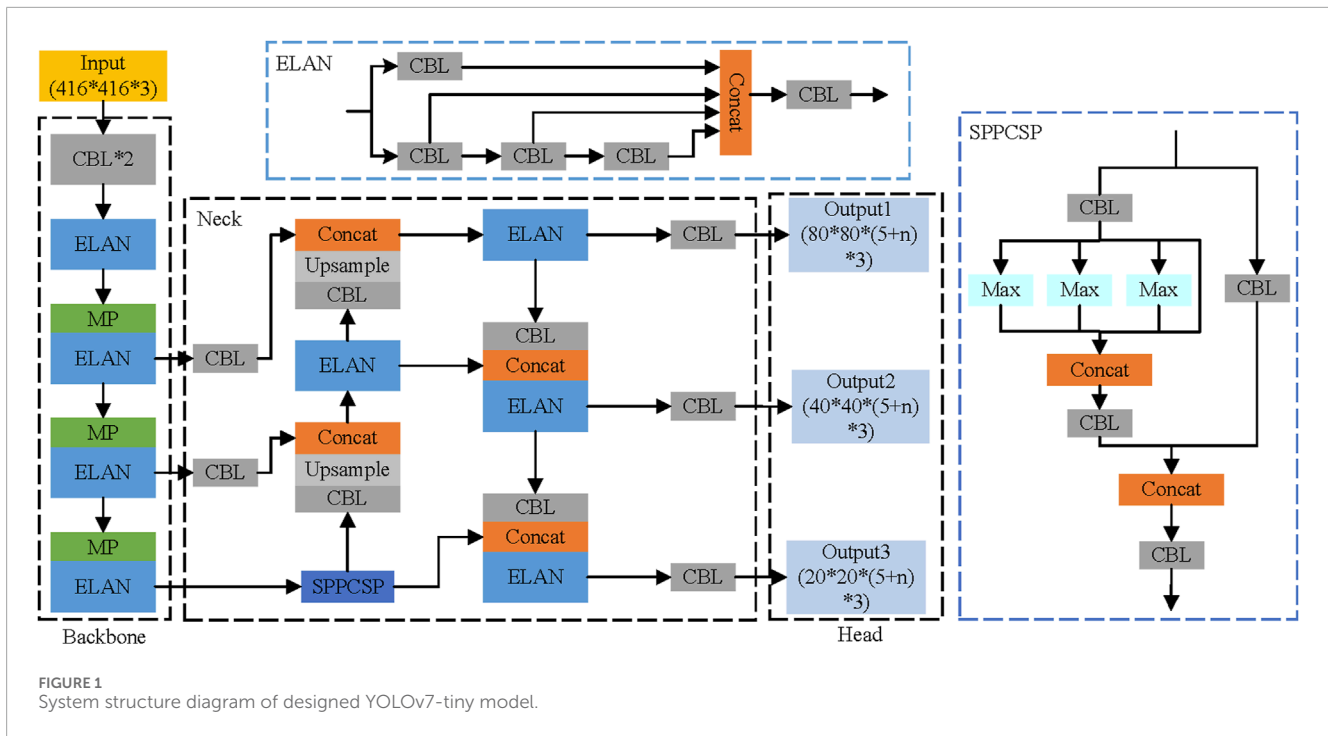 Input
(416*416*3)
CBL*2
ELAN
MP
ELAN
MP
ELAN
MP
ELAN
Backbone
ELAN
CBL
CBL
CBL
CBL
Concat
CBL
Neck
CBL
CBL
Concat
Upsample
CBL
ELAN
Concat
Upsample
CBL
SPPCSP
ELAN
CBL
Concat
ELAN
CBL
Concat
ELAN
CBL
CBL
CBL
Output1
(80*80*(5+n)
*3)
Output2
(40*40*(5+n)
*3)
Output3
(20*20*(5+n)
*3)
Head
SPPCSP
CBL
Max
Max
Max
CBL
Concat
CBL
Concat
CBL
FIGURE 1
System structure diagram of designed YOLOv7-tiny model.